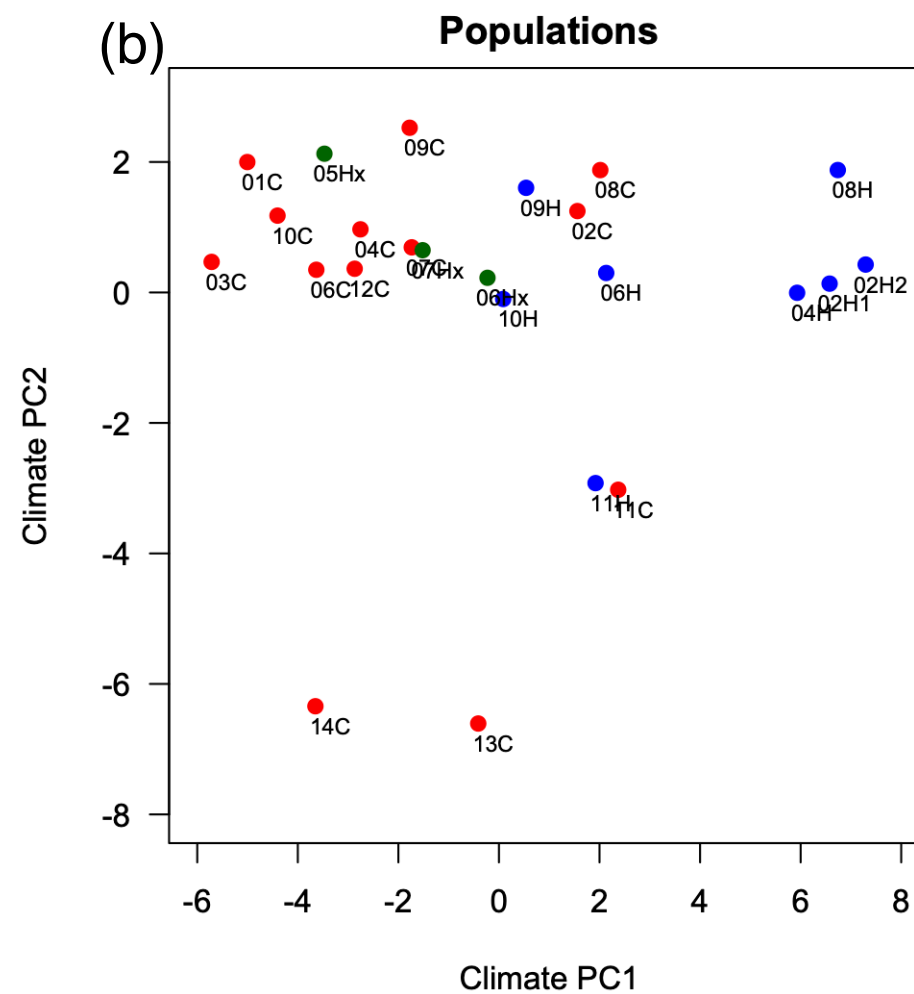 (b)
Populations
09C
01C
05Hx
08C
08H
09H
10C
02C
04C
07C
07Hx
03C
06C
12C
06H
02H2
06Hx
10H
04H
02H1
11H
11C
14C
13C
2
0
-2
-4
-6
-8
Climate PC2
-6 -4 -2 0 2 4 6 8
Climate PC1